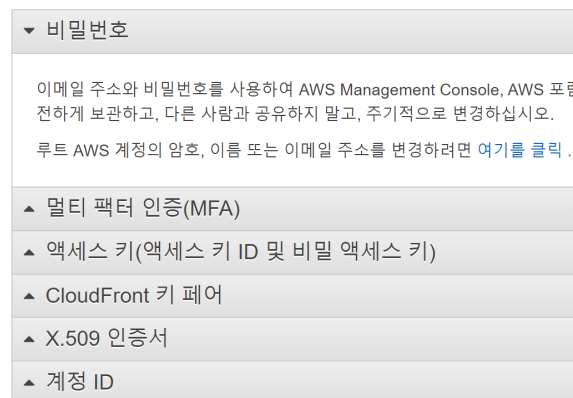 비밀번호
이메일 주소와 비밀번호를 사용하여 AWS Management Console, AWS 포럼
전하게 보관하고, 다른 사람과 공유하지 말고, 주기적으로 변경하십시오.
루트 AWS 계정의 암호, 이름 또는 이메일 주소를 변경하려면 여기를 클릭 .
멀티 팩터 인증(MFA)
액세스 키(액세스 키 ID 및 비밀 액세스 키)
CloudFront 키 페어
X.509 인증서
계정 ID